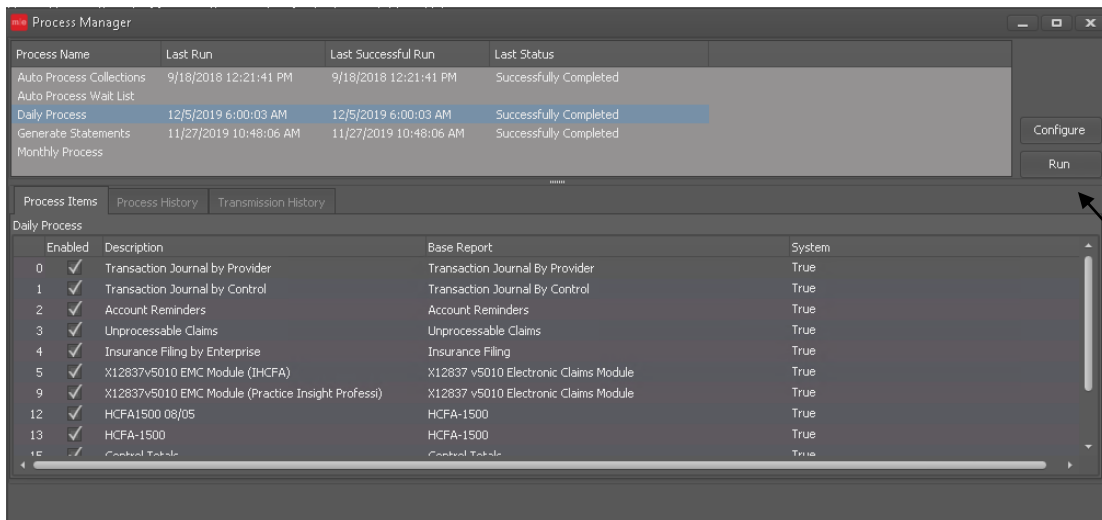 m/e Process Manager
Process Name Last Run Last Successful Run Last Status
Auto Process Collections 9/18/2018 12:21:41 PM 9/18/2018 12:21:41 PM Successfully Completed
Auto Process Wait List
Daily Process 12/5/2019 6:00:03 AM 12/5/2019 6:00:03 AM Successfully Completed
Generate Statements 11/27/2019 10:48:06 AM 11/27/2019 10:48:06 AM Successfully Completed
Monthly Process
Configure
Run
Process Items Process History Transmission History
Daily Process
Enabled Description Base Report System
0 Transaction Journal by Provider Transaction Journal By Provider True
1 Transaction Journal by Control Transaction Journal By Control True
2 Account Reminders Account Reminders True
3 Unprocessable Claims Unprocessable Claims True
4 Insurance Filing by Enterprise Insurance Filing True
5 X12837v5010 EMC Module (IHCFA) X12837 v5010 Electronic Claims Module True
9 X12837v5010 EMC Module (Practice Insight Professi) X12837 v5010 Electronic Claims Module True
12 HCFA1500 08/05 HCFA-1500 True
13 HCFA-1500 HCFA-1500 True
15 Control Totals Control Totals True